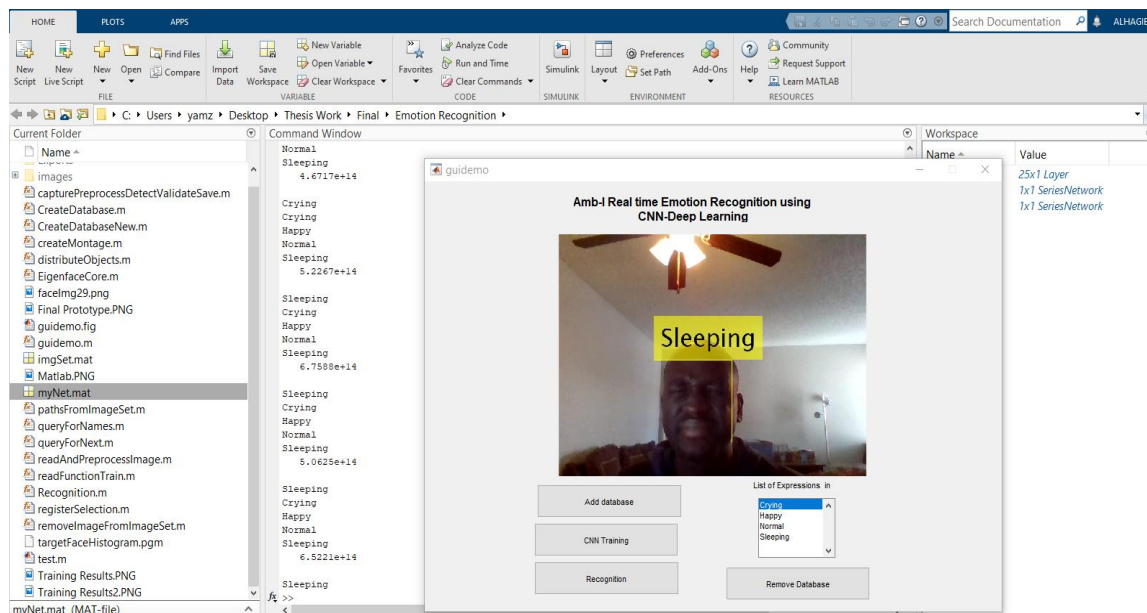 HOME PLOTS APPS
Search Documentation
ALHAGIE
New Script
New Live Script
New
Open
Find Files
Compare
Import Data
Save Workspace
New Variable
Open Variable
Clear Workspace
Favorites
Analyze Code
Run and Time
Clear Commands
Simulink
Layout
Preferences
Set Path
Add-Ons
Help
Community
Request Support
Learn MATLAB
FILE VARIABLE CODE SIMULINK ENVIRONMENT RESOURCES
C: Users yamz Desktop Thesis Work Final Emotion Recognition
Current Folder
Name
images
capturePreprocessDetectValidateSave.m
CreateDatabase.m
CreateDatabaseNew.m
createMontage.m
distributeObjects.m
EigenfaceCore.m
faceImg29.png
Final Prototype.PNG
guidemo.fig
guidemo.m
imgSet.mat
Matlab.PNG
myNet.mat
pathsFromImageSet.m
queryForNames.m
queryForNext.m
readAndPreprocessImage.m
readFunctionTrain.m
Recognition.m
registerSelection.m
removeImageFromImageSet.m
targetFaceHistogram.pgm
test.m
Training Results.PNG
Training Results2.PNG
myNet.mat (MAT-file)
Command Window
Normal
Sleeping
4.6717e+14
Crying
Crying
Happy
Normal
Sleeping
5.2267e+14
Sleeping
Crying
Happy
Normal
Sleeping
6.7588e+14
Sleeping
Crying
Happy
Normal
Sleeping
5.0625e+14
Sleeping
Crying
Happy
Normal
Sleeping
6.5221e+14
Sleeping
fx >>
Workspace
Name Value
25x1 Layer
1x1 SeriesNetwork
1x1 SeriesNetwork
guidemo
Amb-I Real time Emotion Recognition using
CNN-Deep Learning
Sleeping
Add database
CNN Training
Recognition
List of Expressions in
Crying
Happy
Normal
Sleeping
Remove Database